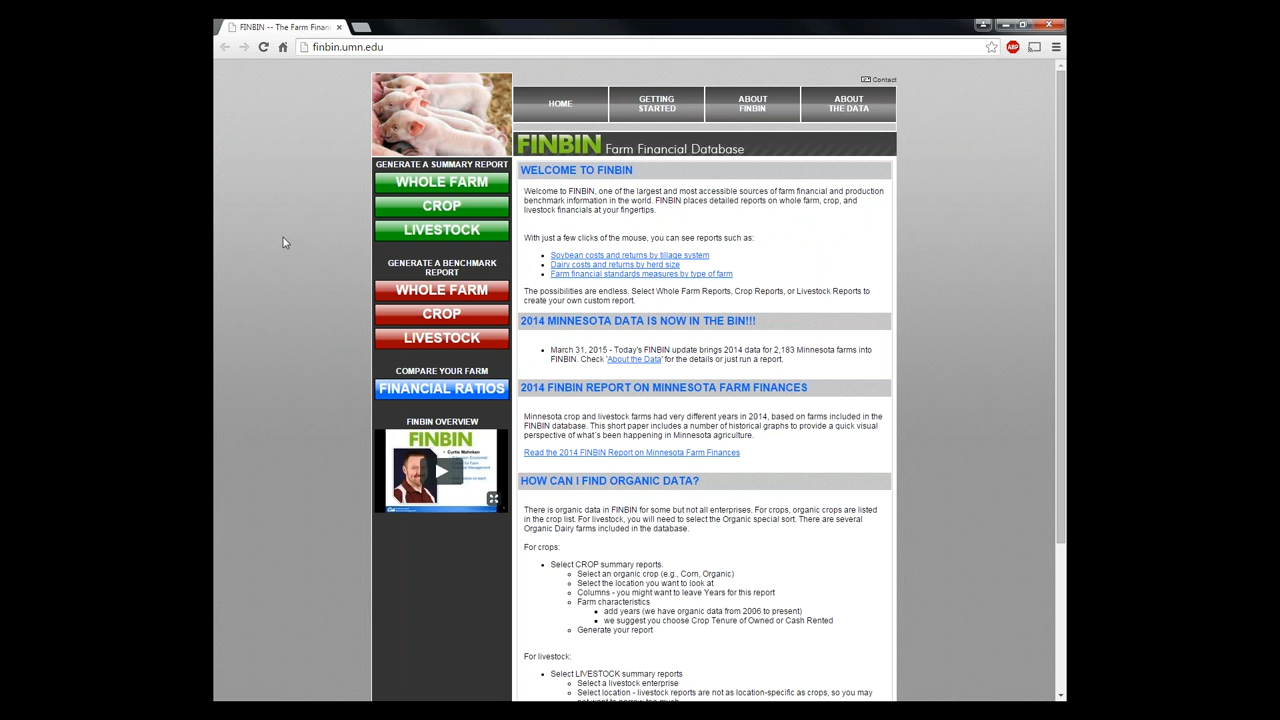 FINBIN -- The Farm Finan
finbin.umn.edu
ABP
Contact
HOME
GETTING STARTED
ABOUT FINBIN
ABOUT THE DATA
FINBIN Farm Financial Database
GENERATE A SUMMARY REPORT
WHOLE FARM
CROP
LIVESTOCK
GENERATE A BENCHMARK
REPORT
WHOLE FARM
CROP
LIVESTOCK
COMPARE YOUR FARM
FINANCIAL RATIOS
FINBIN OVERVIEW
FINBIN
Curtis Mahnken
WELCOME TO FINBIN
Welcome to FINBIN, one of the largest and most accessible sources of farm financial and production
benchmark information in the world. FINBIN places detailed reports on whole farm, crop, and
livestock financials at your fingertips.
With just a few clicks of the mouse, you can see reports such as:
• Soybean costs and returns by tillage system
• Dairy costs and returns by herd size
• Farm financial standards measures by type of farm
The possibilities are endless. Select Whole Farm Reports, Crop Reports, or Livestock Reports to
create your own custom report.
2014 MINNESOTA DATA IS NOW IN THE BIN!!!
• March 31, 2015 - Today's FINBIN update brings 2014 data for 2,183 Minnesota farms into
FINBIN. Check 'About the Data' for the details or just run a report.
2014 FINBIN REPORT ON MINNESOTA FARM FINANCES
Minnesota crop and livestock farms had very different years in 2014, based on farms included in the
FINBIN database. This short paper includes a number of historical graphs to provide a quick visual
perspective of what`s been happening in Minnesota agriculture.
Read the 2014 FINBIN Report on Minnesota Farm Finances
HOW CAN I FIND ORGANIC DATA?
There is organic data in FINBIN for some but not all enterprises. For crops, organic crops are listed
in the crop list. For livestock, you will need to select the Organic special sort. There are several
Organic Dairy farms included in the database.
For crops:
• Select CROP summary reports.
Select an organic crop (e.g., Corn, Organic)
Select the location you want to look at
Columns - you might want to leave Years for this report
Farm characteristics
add years (we have organic data from 2006 to present)
we suggest you choose Crop Tenure of Owned or Cash Rented
Generate your report
For livestock:
• Select LIVESTOCK summary reports
Select a livestock enterprise
Select location - livestock reports are not as location-specific as crops, so you may